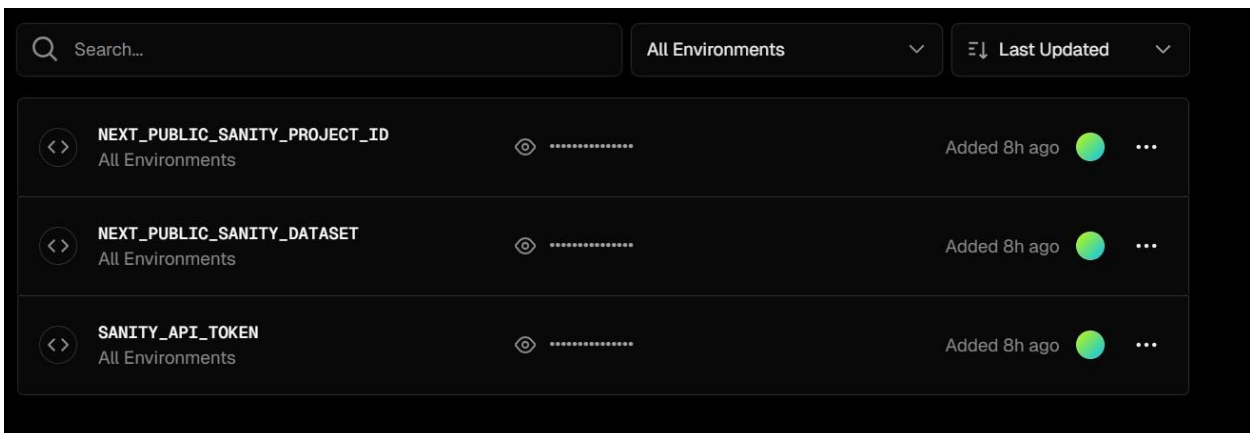 Search...
All Environments
Last Updated
NEXT_PUBLIC_SANITY_PROJECT_ID
All Environments
••••••••••••••
Added 8h ago
NEXT_PUBLIC_SANITY_DATASET
All Environments
••••••••••••••
Added 8h ago
SANITY_API_TOKEN
All Environments
••••••••••••••
Added 8h ago